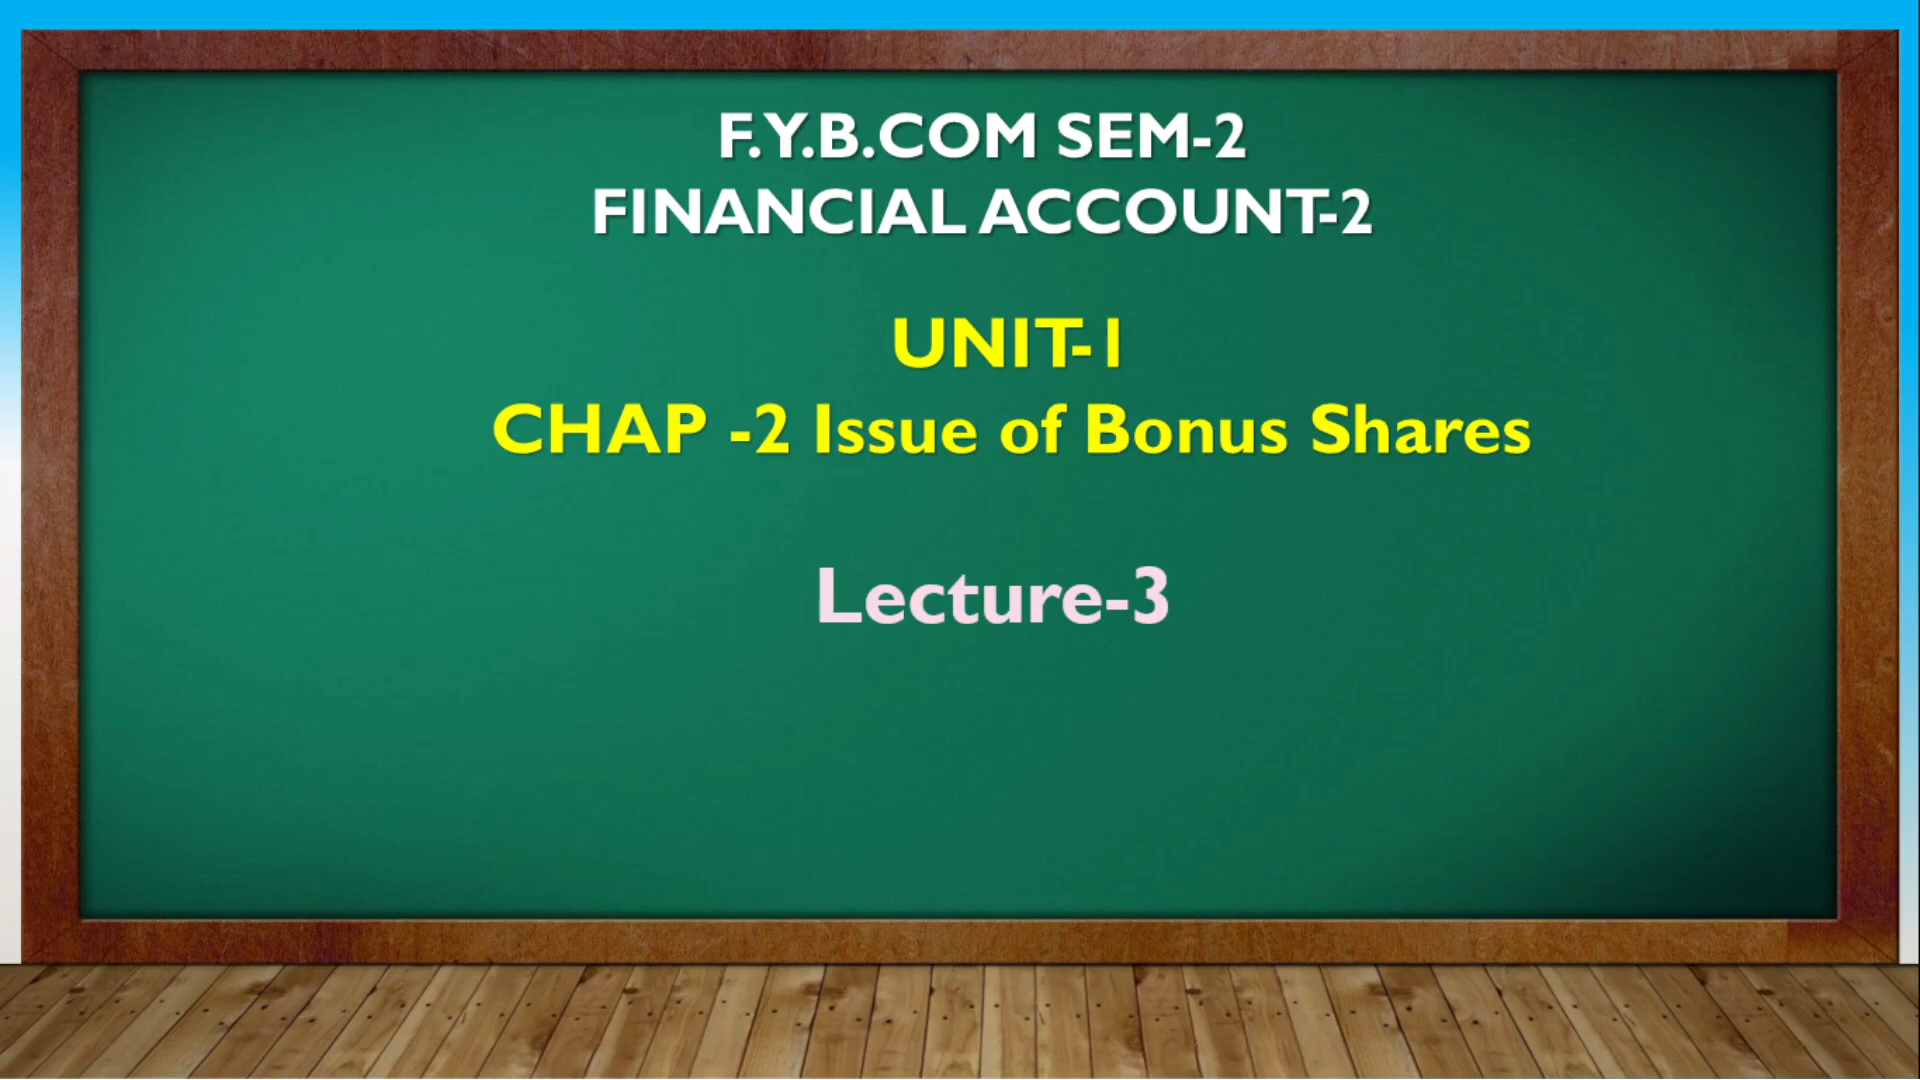 F.Y.B.COM SEM-2
FINANCIAL ACCOUNT-2
UNIT-1
CHAP -2 Issue of Bonus Shares
Lecture-3